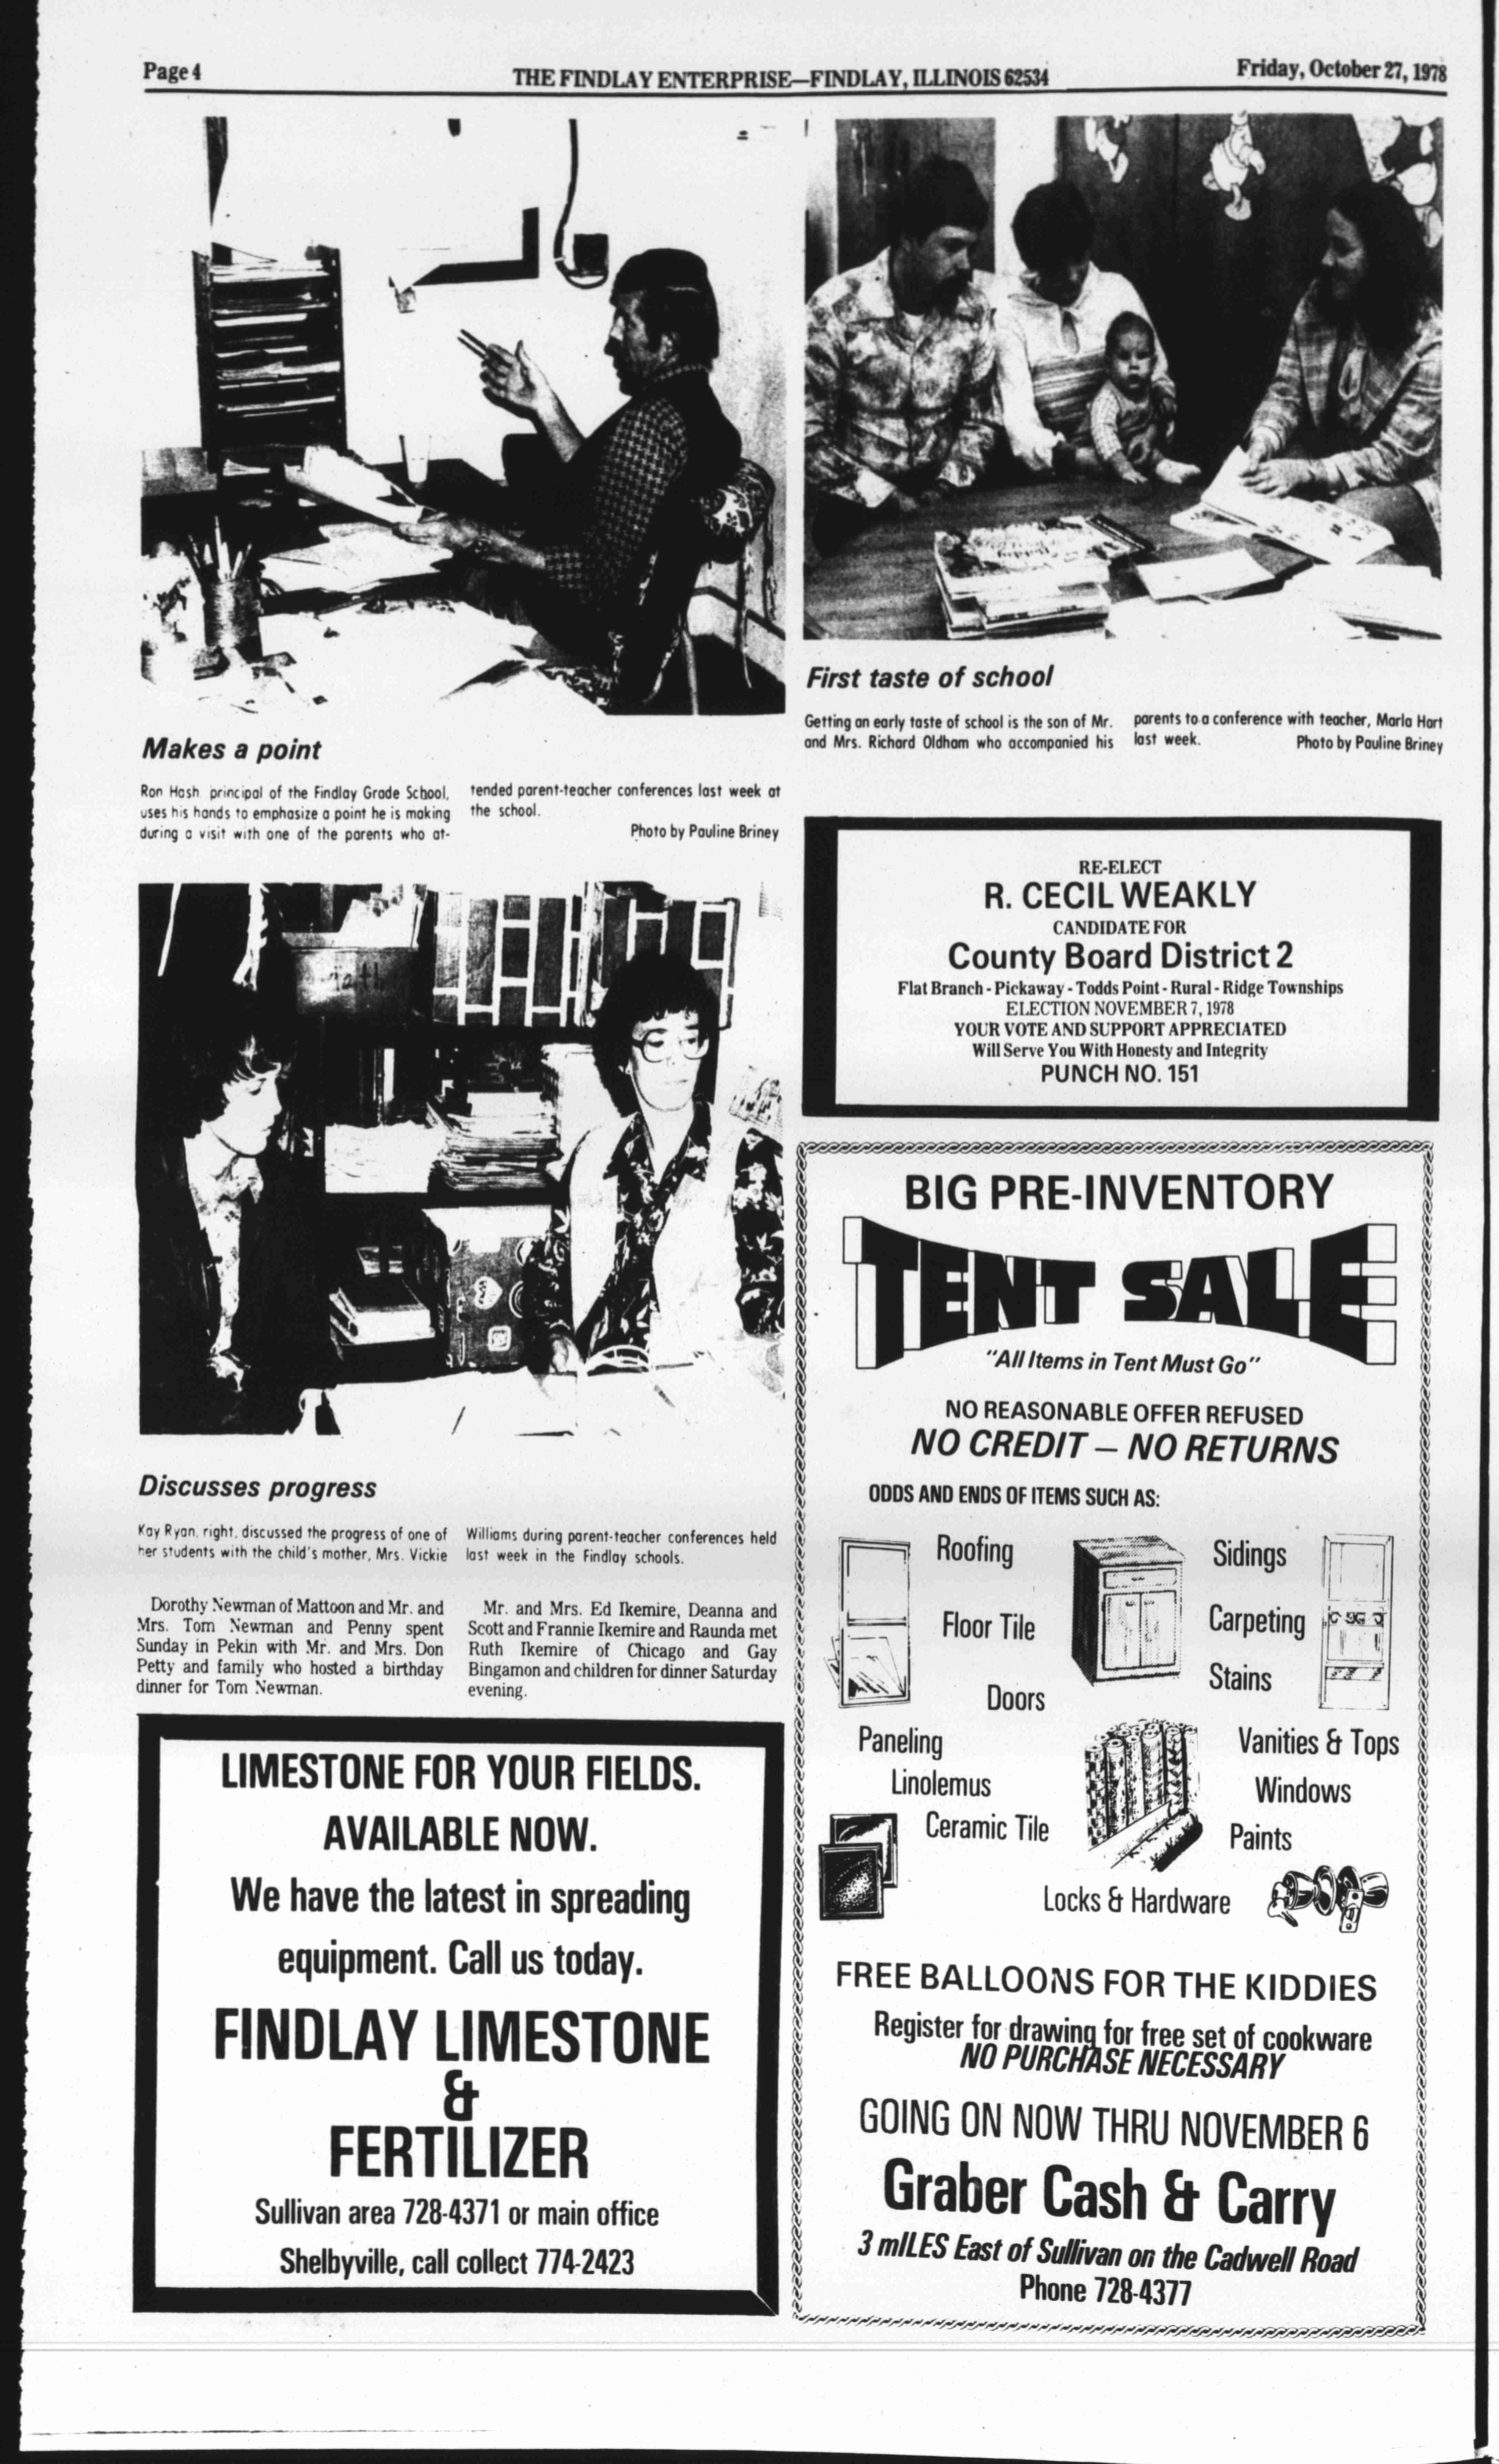 Page 4
THE FINDLAY ENTERPRISE—FINDLAY, ILLINOIS 62534
Friday, October 27, 1978
Makes a point
Ron Hash principal of the Findlay Grade School,
uses his hands to emphasize a point he is making
during a visit with one of the parents who at-
tended parent-teacher conferences last week at
the school.
Photo by Pauline Briney
First taste of school
Getting an early taste of school is the son of Mr.
and Mrs. Richard Oldham who accompanied his
parents to a conference with teacher, Marla Hart
last week.
Photo by Pauline Briney
Discusses progress
Kay Ryan, right, discussed the progress of one of
her students with the child's mother, Mrs. Vickie
Williams during parent-teacher conferences held
last week in the Findlay schools.
Dorothy Newman of Mattoon and Mr. and
Mrs. Tom Newman and Penny spent
Sunday in Pekin with Mr. and Mrs. Don
Petty and family who hosted a birthday
dinner for Tom Newman.
Mr. and Mrs. Ed Ikemire, Deanna and
Scott and Frannie Ikemire and Raunda met
Ruth Ikemire of Chicago and Gay
Bingamon and children for dinner Saturday
evening.
LIMESTONE FOR YOUR FIELDS.
AVAILABLE NOW.
We have the latest in spreading
equipment. Call us today.
FINDLAY LIMESTONE
&
FERTILIZER
Sullivan area 728-4371 or main office
Shelbyville, call collect 774-2423
RE-ELECT
R. CECIL WEAKLY
CANDIDATE FOR
County Board District 2
Flat Branch - Pickaway - Todds Point - Rural - Ridge Townships
ELECTION NOVEMBER 7, 1978
YOUR VOTE AND SUPPORT APPRECIATED
Will Serve You With Honesty and Integrity
PUNCH NO. 151
BIG PRE-INVENTORY
TENT SALE
"All Items in Tent Must Go"
NO REASONABLE OFFER REFUSED
NO CREDIT — NO RETURNS
ODDS AND ENDS OF ITEMS SUCH AS:
Roofing
Sidings
Floor Tile
Carpeting
Stains
Doors
Paneling
Vanities & Tops
Linolemus
Windows
Ceramic Tile
Paints
Locks & Hardware
FREE BALLOONS FOR THE KIDDIES
Register for drawing for free set of cookware
NO PURCHASE NECESSARY
GOING ON NOW THRU NOVEMBER 6
Graber Cash & Carry
3 mILES East of Sullivan on the Cadwell Road
Phone 728-4377